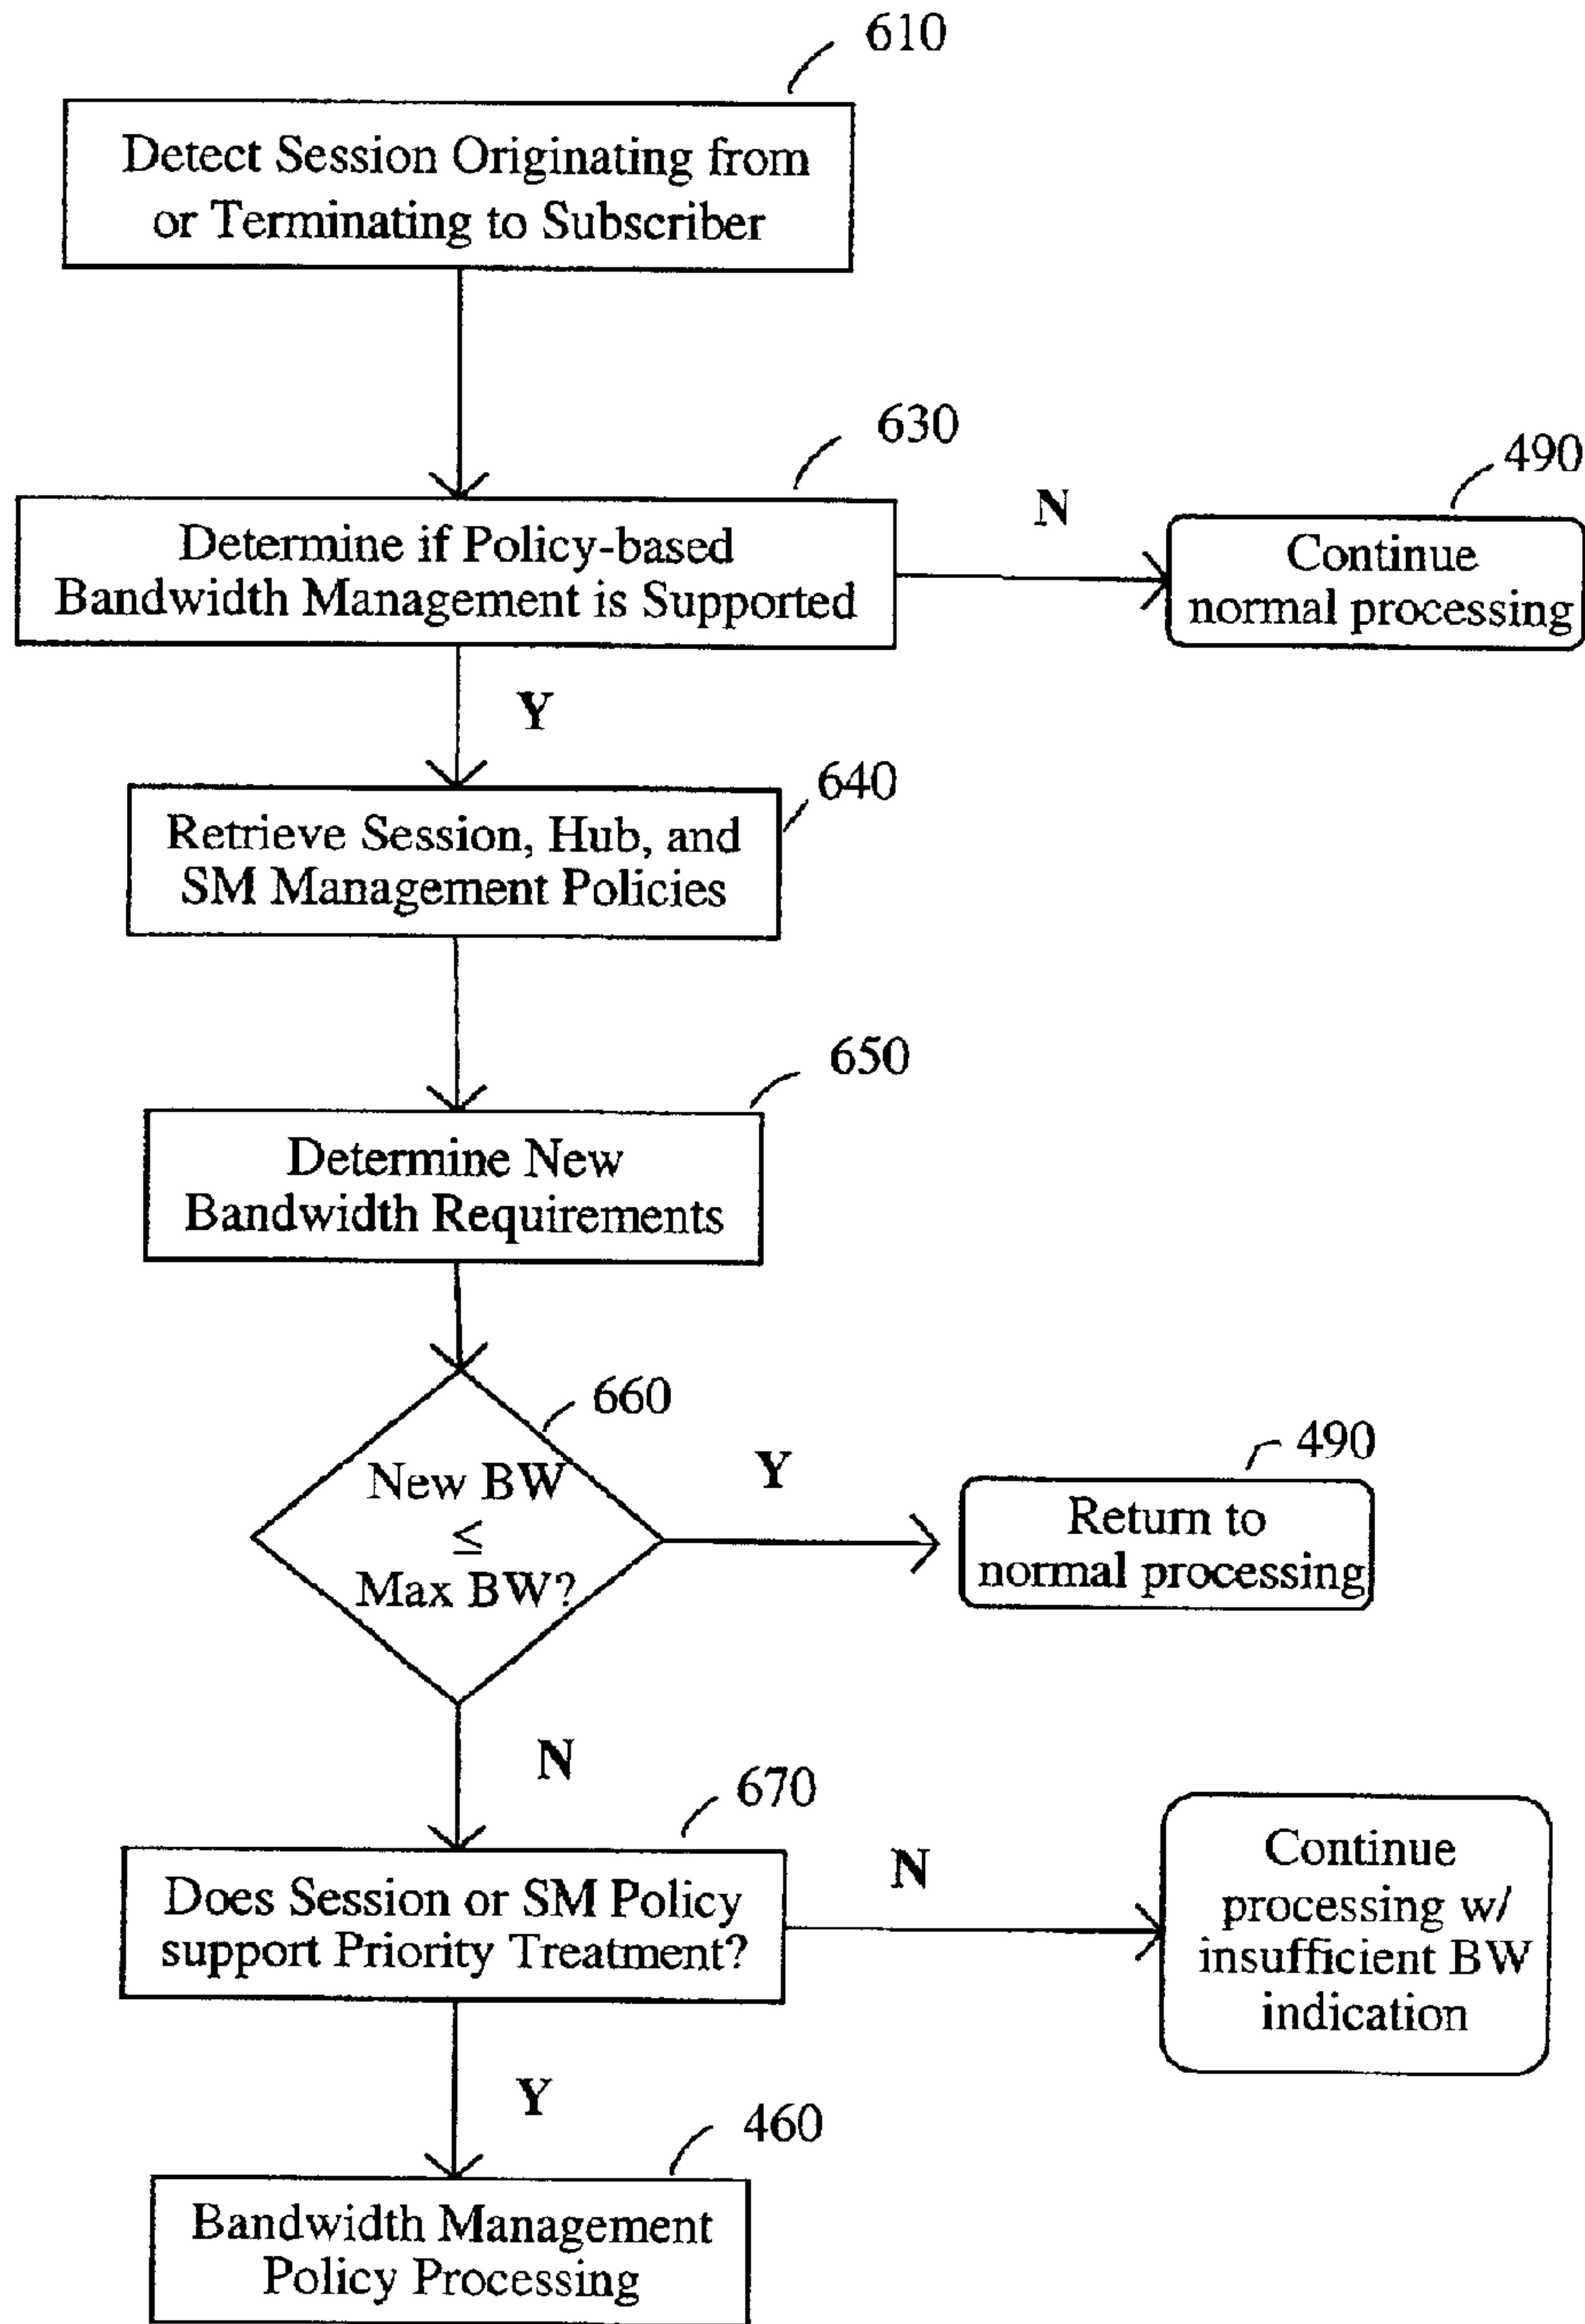 610
Detect Session Originating from
or Terminating to Subscriber
630
490
N
Determine if Policy-based
Bandwidth Management is Supported
Continue
normal processing
Y
640
Retrieve Session, Hub, and
SM Management Policies
650
Determine New
Bandwidth Requirements
660
New BW
≤
Max BW?
Y
490
Return to
normal processing
N
670
Does Session or SM Policy
support Priority Treatment?
N
Continue
processing w/
insufficient BW
indication
Y
460
Bandwidth Management
Policy Processing